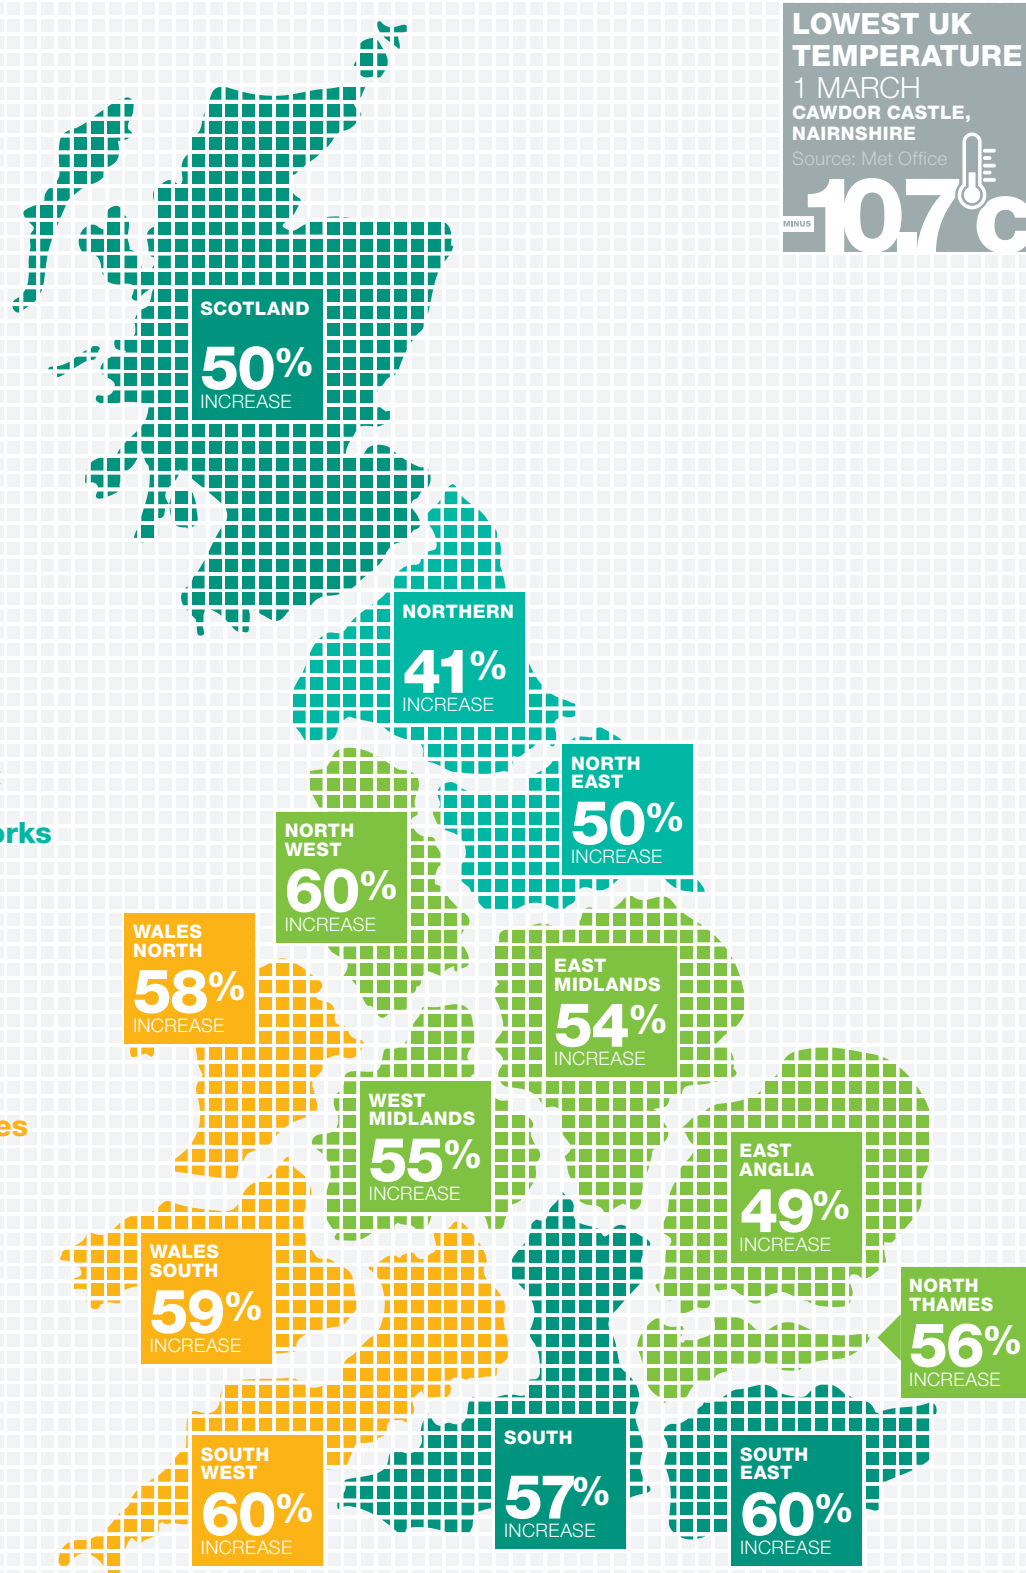 LOWEST UK
TEMPERATURE
1 MARCH
CAWDOR CASTLE,
NAIRNSHIRE
Source: Met Office
MINUS
-10.7°C
SCOTLAND
50%
INCREASE
NORTHERN
41%
INCREASE
NORTH
EAST
50%
INCREASE
orks
NORTH
WEST
60%
INCREASE
WALES
NORTH
58%
INCREASE
EAST
MIDLANDS
54%
INCREASE
es
WEST
MIDLANDS
55%
INCREASE
EAST
ANGLIA
49%
INCREASE
WALES
SOUTH
59%
INCREASE
NORTH
THAMES
56%
INCREASE
SOUTH
57%
INCREASE
SOUTH
WEST
60%
INCREASE
SOUTH
EAST
60%
INCREASE